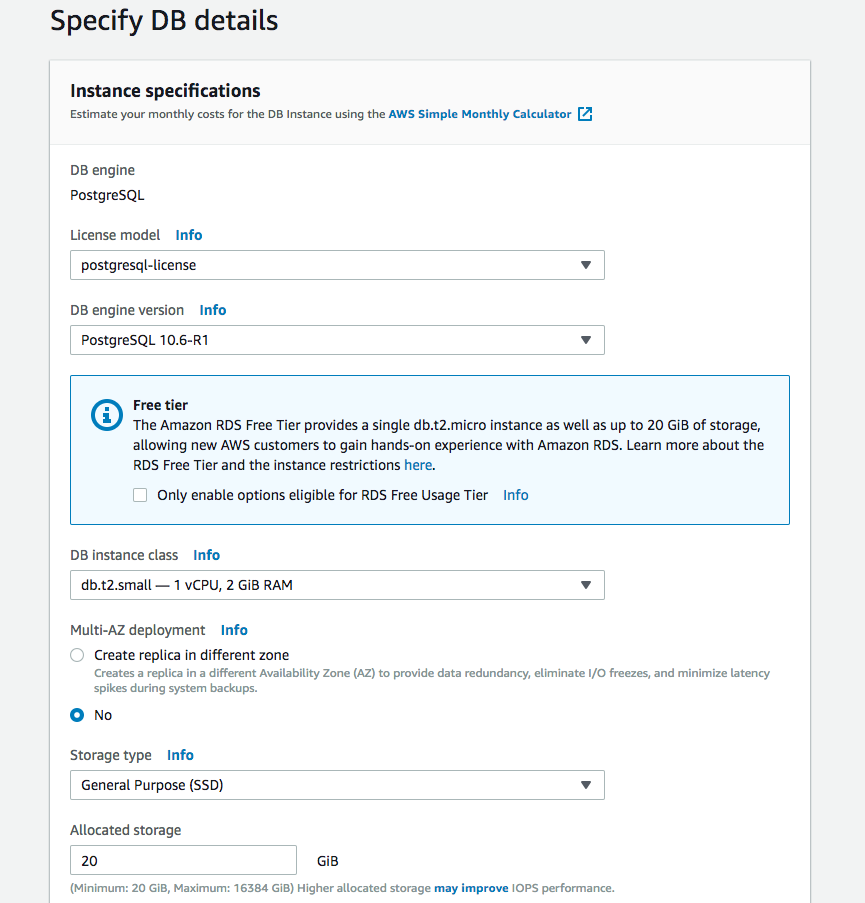 Specify DB details
Instance specifications
Estimate your monthly costs for the DB Instance using the AWS Simple Monthly Calculator
DB engine
PostgreSQL
License model Info
postgresql-license
DB engine version Info
PostgreSQL 10.6-R1
Free tier
The Amazon RDS Free Tier provides a single db.t2.micro instance as well as up to 20 GiB of storage,
allowing new AWS customers to gain hands-on experience with Amazon RDS. Learn more about the
RDS Free Tier and the instance restrictions here.
Only enable options eligible for RDS Free Usage Tier Info
DB instance class Info
db.t2.small — 1 vCPU, 2 GiB RAM
Multi-AZ deployment Info
Create replica in different zone
Creates a replica in a different Availability Zone (AZ) to provide data redundancy, eliminate I/O freezes, and minimize latency
spikes during system backups.
No
Storage type Info
General Purpose (SSD)
Allocated storage
20 GiB
(Minimum: 20 GiB, Maximum: 16384 GiB) Higher allocated storage may improve IOPS performance.